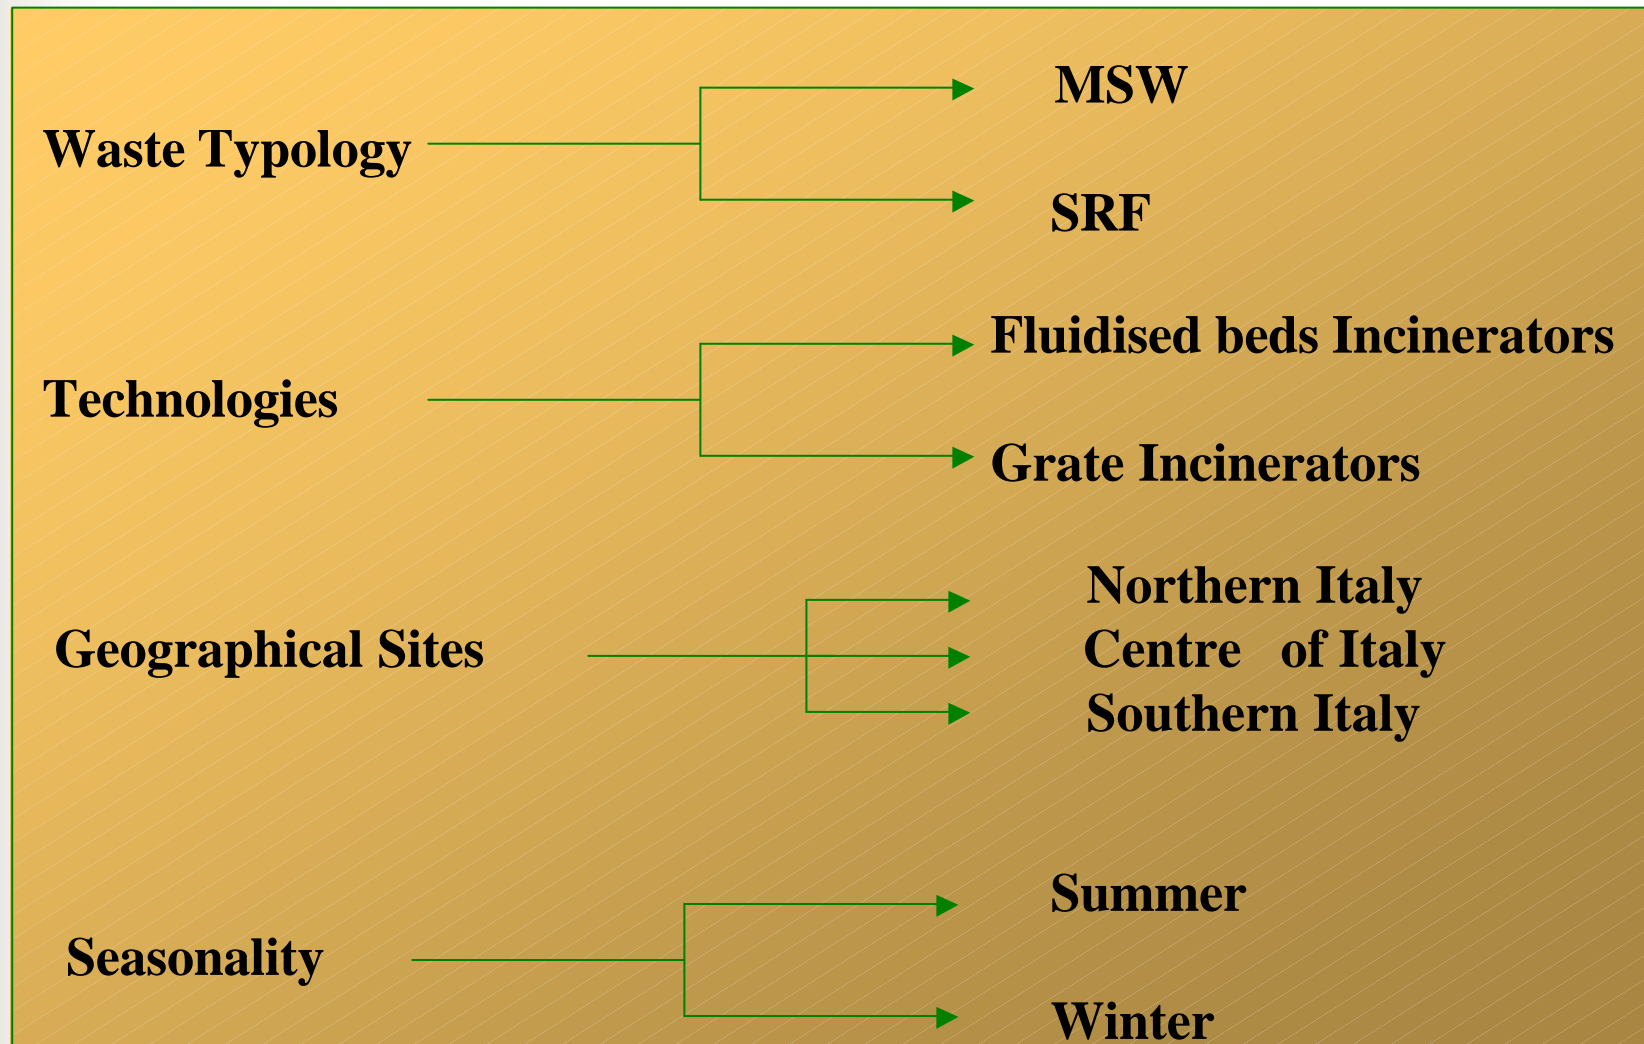 Waste Typology
MSW
SRF
Technologies
Fluidised beds Incinerators
Grate Incinerators
Geographical Sites
Northern Italy
Centre of Italy
Southern Italy
Seasonality
Summer
Winter